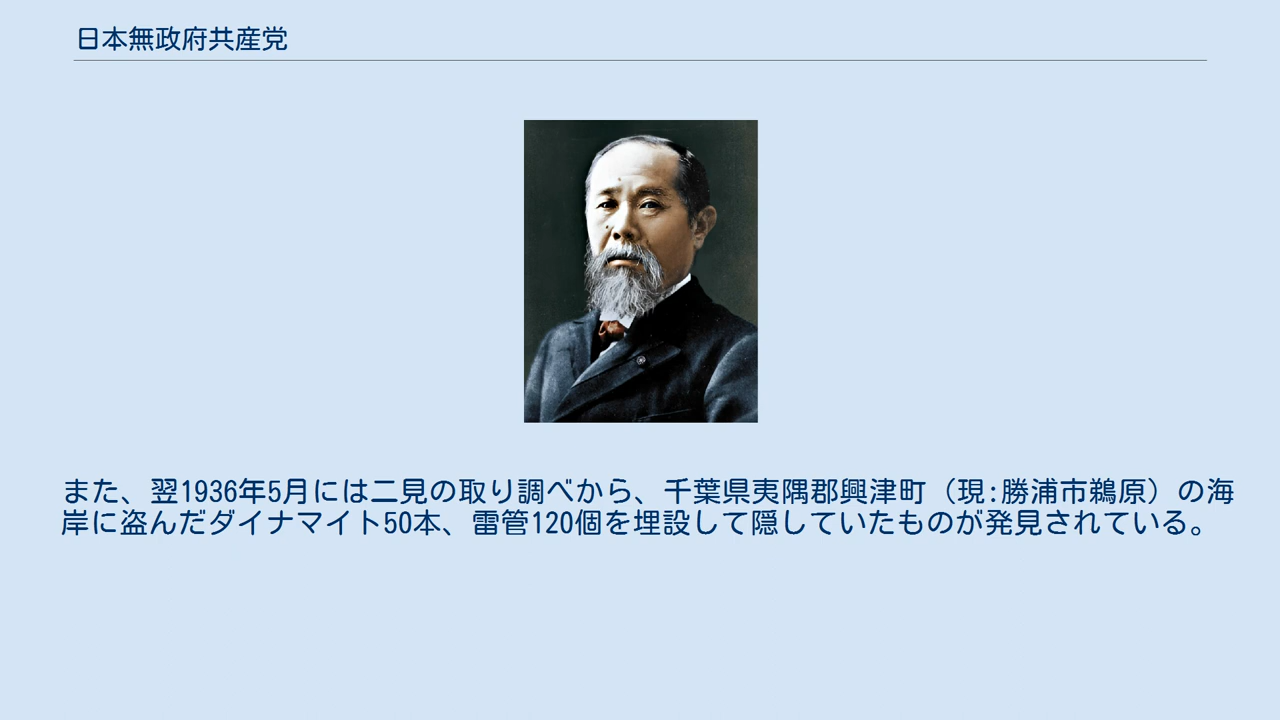 日本無政府共産党
また、翌1936年5月には二見の取り調べから、千葉県夷隅郡興津町（現:勝浦市鵜原）の海
岸に盗んだダイナマイト50本、雷管120個を埋設して隠していたものが発見されている。